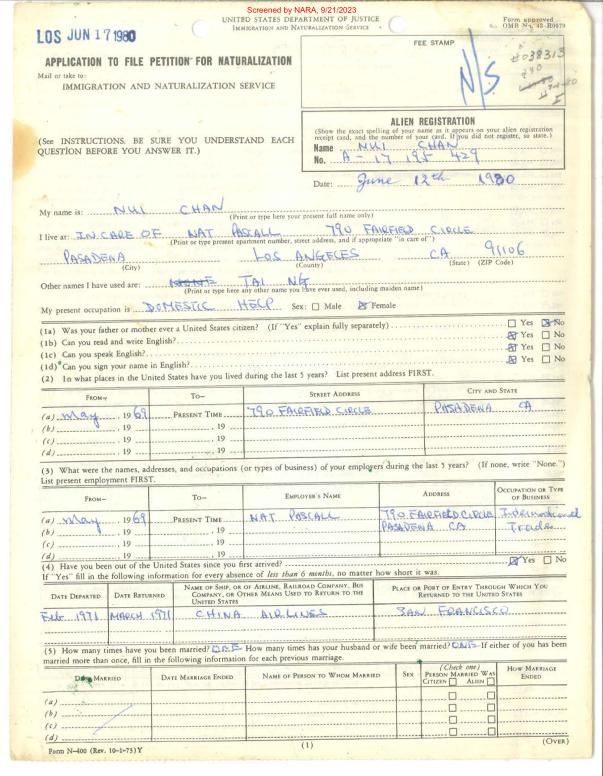 Screened by NARA, 9/21/2023
UNITED STATES DEPARTMENT OF JUSTICE
IMMIGRATION AND NATURALIZATION SERVICE
Form approved
OMB No. 43-R0079
LOS JUN 17 1980
FEE STAMP
N/S
APPLICATION TO FILE PETITION FOR NATURALIZATION
Mail or take to:
IMMIGRATION AND NATURALIZATION SERVICE
ALIEN REGISTRATION
(Show the exact spelling of your name as it appears on your alien registration
receipt card, and the number of your card. If you did not register, so state.)
Name NUI CHAN
No. A-17 195 429
(See INSTRUCTIONS. BE SURE YOU UNDERSTAND EACH
QUESTION BEFORE YOU ANSWER IT.)
Date: June 12th 1980
My name is: NUI CHAN
(Print or type here your present full name only)
I live at: IN CARE OF NAT PASCALL 790 FAIRFIELD CIRCLE
(Print or type present apartment number, street address, and if appropriate "in care of")
PASADENA LOS ANGELES CA 91106
(City) (County) (State) (ZIP Code)
Other names I have used are: NONE TAI NG
(Print or type here any other name you have ever used, including maiden name)
My present occupation is DOMESTIC HELP Sex: Male Female
(1a) Was your father or mother ever a United States citizen? (If "Yes" explain fully separately) Yes No
(1b) Can you read and write English? Yes No
(1c) Can you speak English? Yes No
(1d) Can you sign your name in English? Yes No
(2) In what places in the United States have you lived during the last 5 years? List present address FIRST.
FROM— TO— STREET ADDRESS CITY AND STATE
(a) May, 1969 PRESENT TIME 790 FAIRFIELD CIRCLE PASADENA CA
(b) , 19 , 19
(c) , 19 , 19
(d) , 19 , 19
(3) What were the names, addresses, and occupations (or types of business) of your employers during the last 5 years? (If none, write "None.")
List present employment FIRST.
FROM— TO— EMPLOYER'S NAME ADDRESS OCCUPATION OR TYPE OF BUSINESS
(a) May, 1969 PRESENT TIME NAT PASCALL 790 FAIRFIELD CIRCLE International
(b) , 19 , 19 PASADENA CA
(c) , 19 , 19
(d) , 19 , 19
(4) Have you been out of the United States since you first arrived? Yes No
If "Yes" fill in the following information for every absence of less than 6 months, no matter how short it was.
DATE DEPARTED DATE RETURNED NAME OF SHIP, OR OF AIRLINE, RAILROAD COMPANY, BUS COMPANY, OR OTHER MEANS USED TO RETURN TO THE UNITED STATES PLACE OR PORT OF ENTRY THROUGH WHICH YOU RETURNED TO THE UNITED STATES
Feb 1971 MARCH 1971 CHINA AIRLINES SAN FRANCISCO
(5) How many times have you been married? ONE How many times has your husband or wife been married? ONE If either of you has
been married more than once, fill in the following information for each previous marriage.
DATE MARRIED DATE MARRIAGE ENDED NAME OF PERSON TO WHOM MARRIED SEX (Check one) PERSON MARRIED WAS CITIZEN ALIEN HOW MARRIAGE ENDED
(a)
(b)
(c)
(d)
Form N-400 (Rev. 10-1-75)Y
(1)
(OVER)